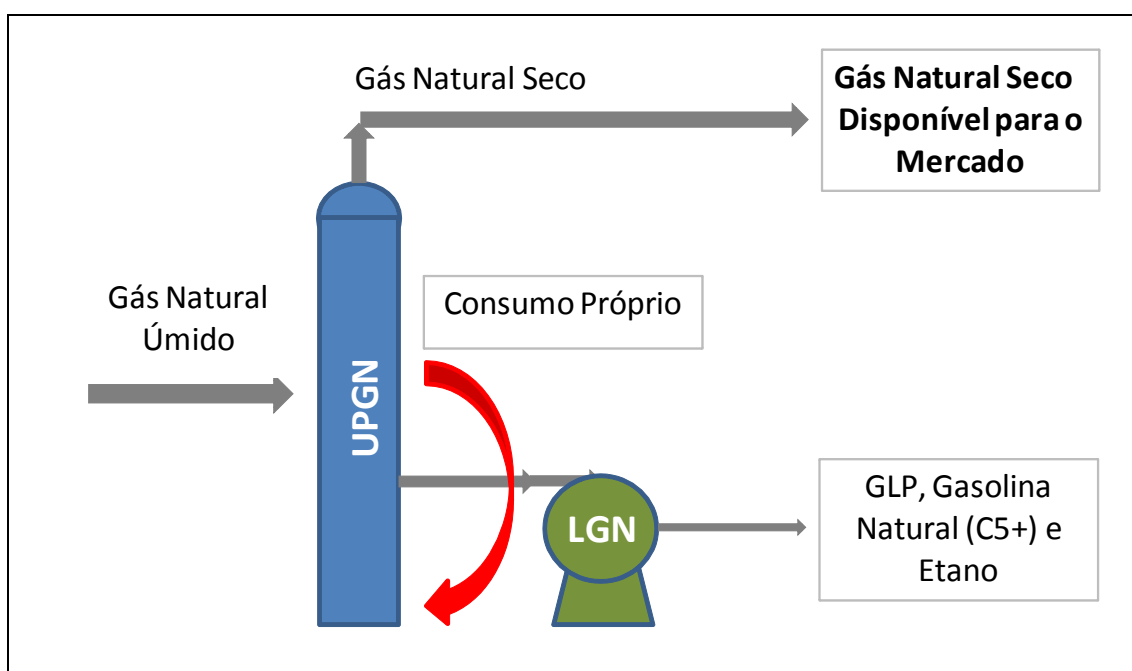 Gás Natural Seco
Gás Natural Seco
Disponível para o
Mercado
Gás Natural
Úmido
Consumo Próprio
UPGN
LGN
GLP, Gasolina
Natural (C5+) e
Etano